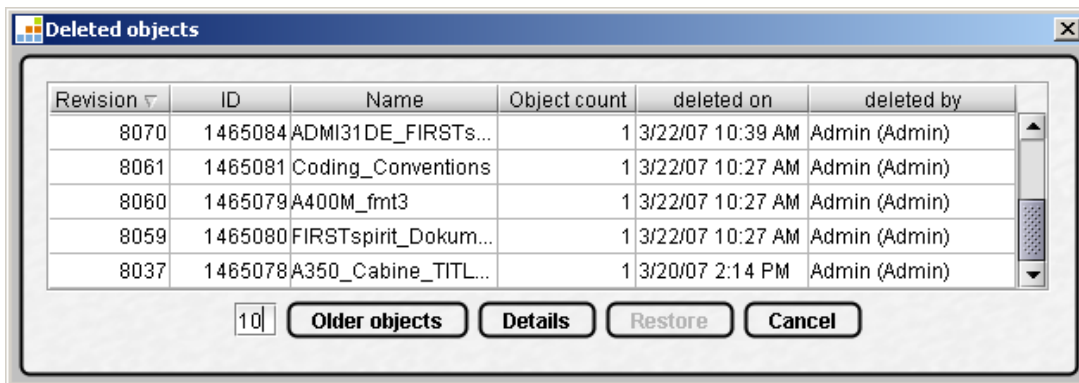 Deleted objects
Revision ID Name Object count deleted on deleted by
8070 1465084 ADMI31DE_FIRSTs... 1 3/22/07 10:39 AM Admin (Admin)
8061 1465081 Coding_Conventions 1 3/22/07 10:27 AM Admin (Admin)
8060 1465079 A400M_fmt3 1 3/22/07 10:27 AM Admin (Admin)
8059 1465080 FIRSTspirit_Dokum... 1 3/22/07 10:27 AM Admin (Admin)
8037 1465078 A350_Cabine_TITL... 1 3/20/07 2:14 PM Admin (Admin)
10 Older objects Details Restore Cancel